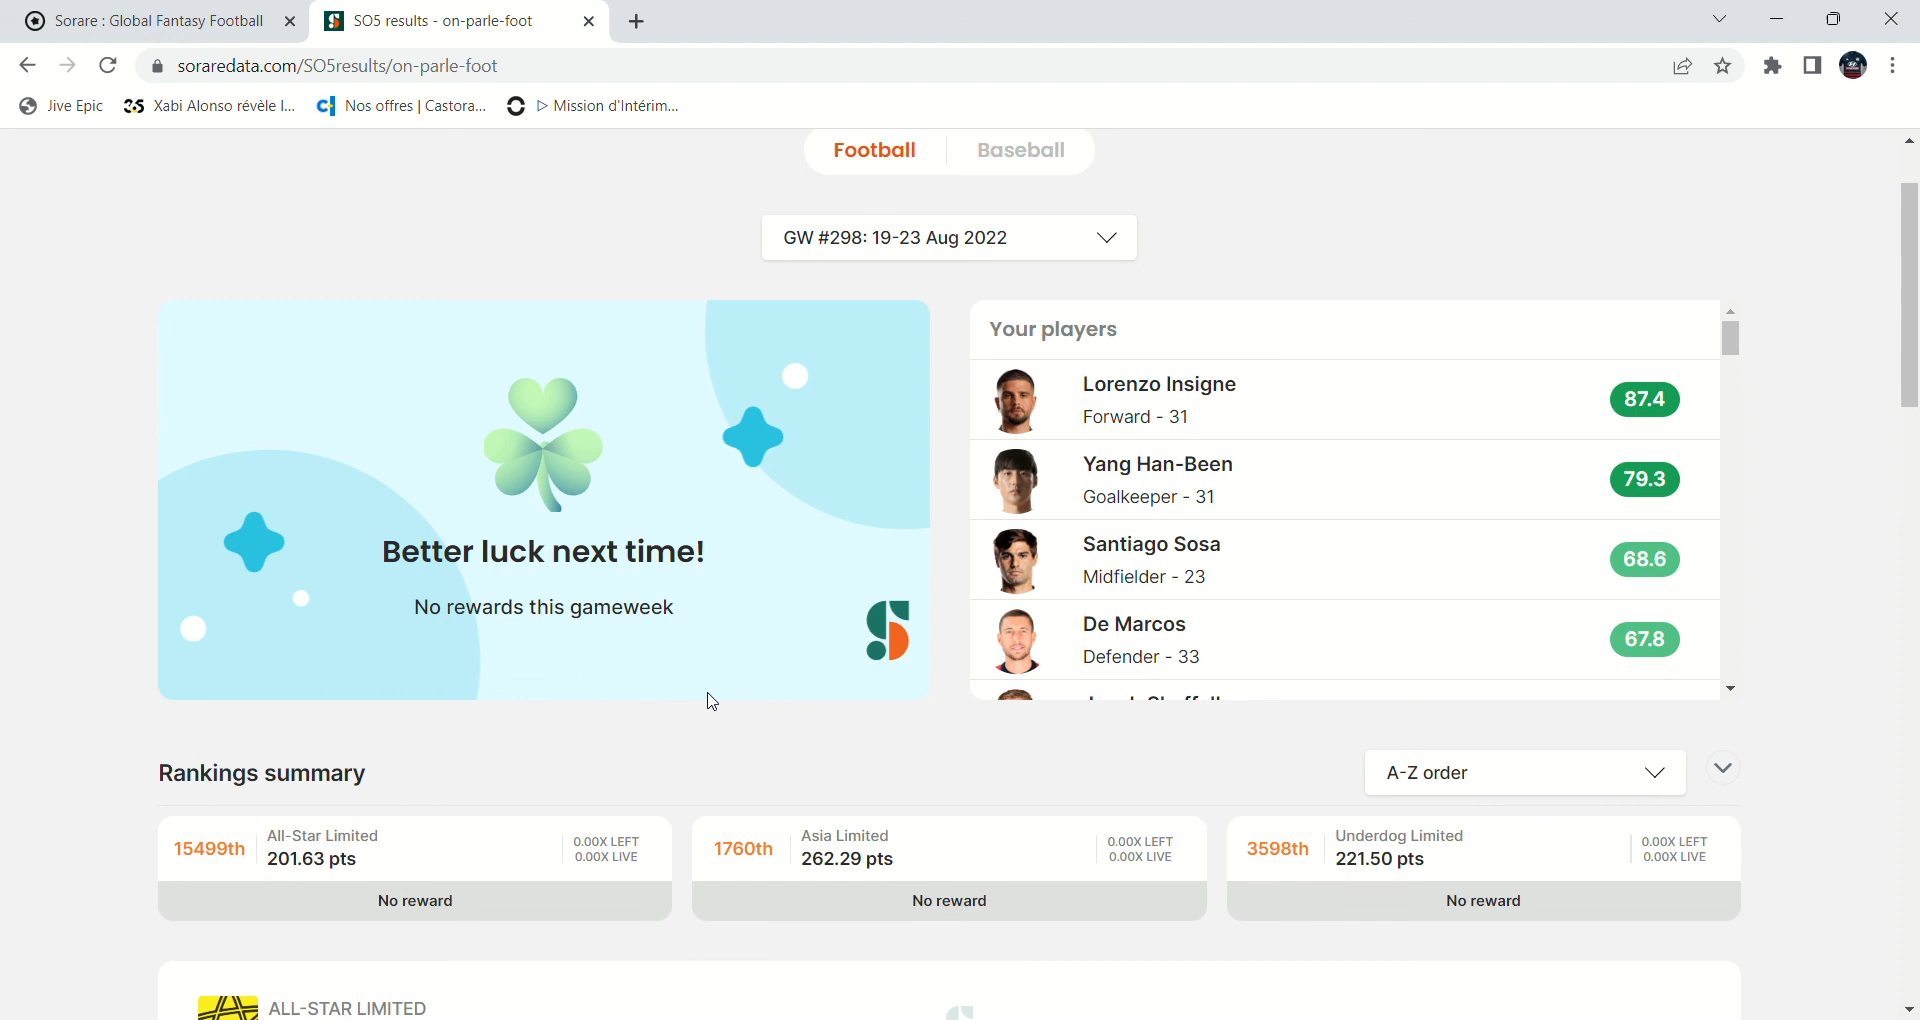 Sorare : Global Fantasy Football
SO5 results - on-parle-foot
soraredata.com/SO5results/on-parle-foot
Jive Epic
Xabi Alonso révèle l...
Nos offres | Castora...
▷ Mission d'Intérim...
Football
Baseball
GW #298: 19-23 Aug 2022
Better luck next time!
No rewards this gameweek
Your players
Lorenzo Insigne
Forward - 31
87.4
Yang Han-Been
Goalkeeper - 31
79.3
Santiago Sosa
Midfielder - 23
68.6
De Marcos
Defender - 33
67.8
Rankings summary
A-Z order
15499th
All-Star Limited
201.63 pts
0.00X LEFT
0.00X LIVE
No reward
1760th
Asia Limited
262.29 pts
0.00X LEFT
0.00X LIVE
No reward
3598th
Underdog Limited
221.50 pts
0.00X LEFT
0.00X LIVE
No reward
ALL-STAR LIMITED